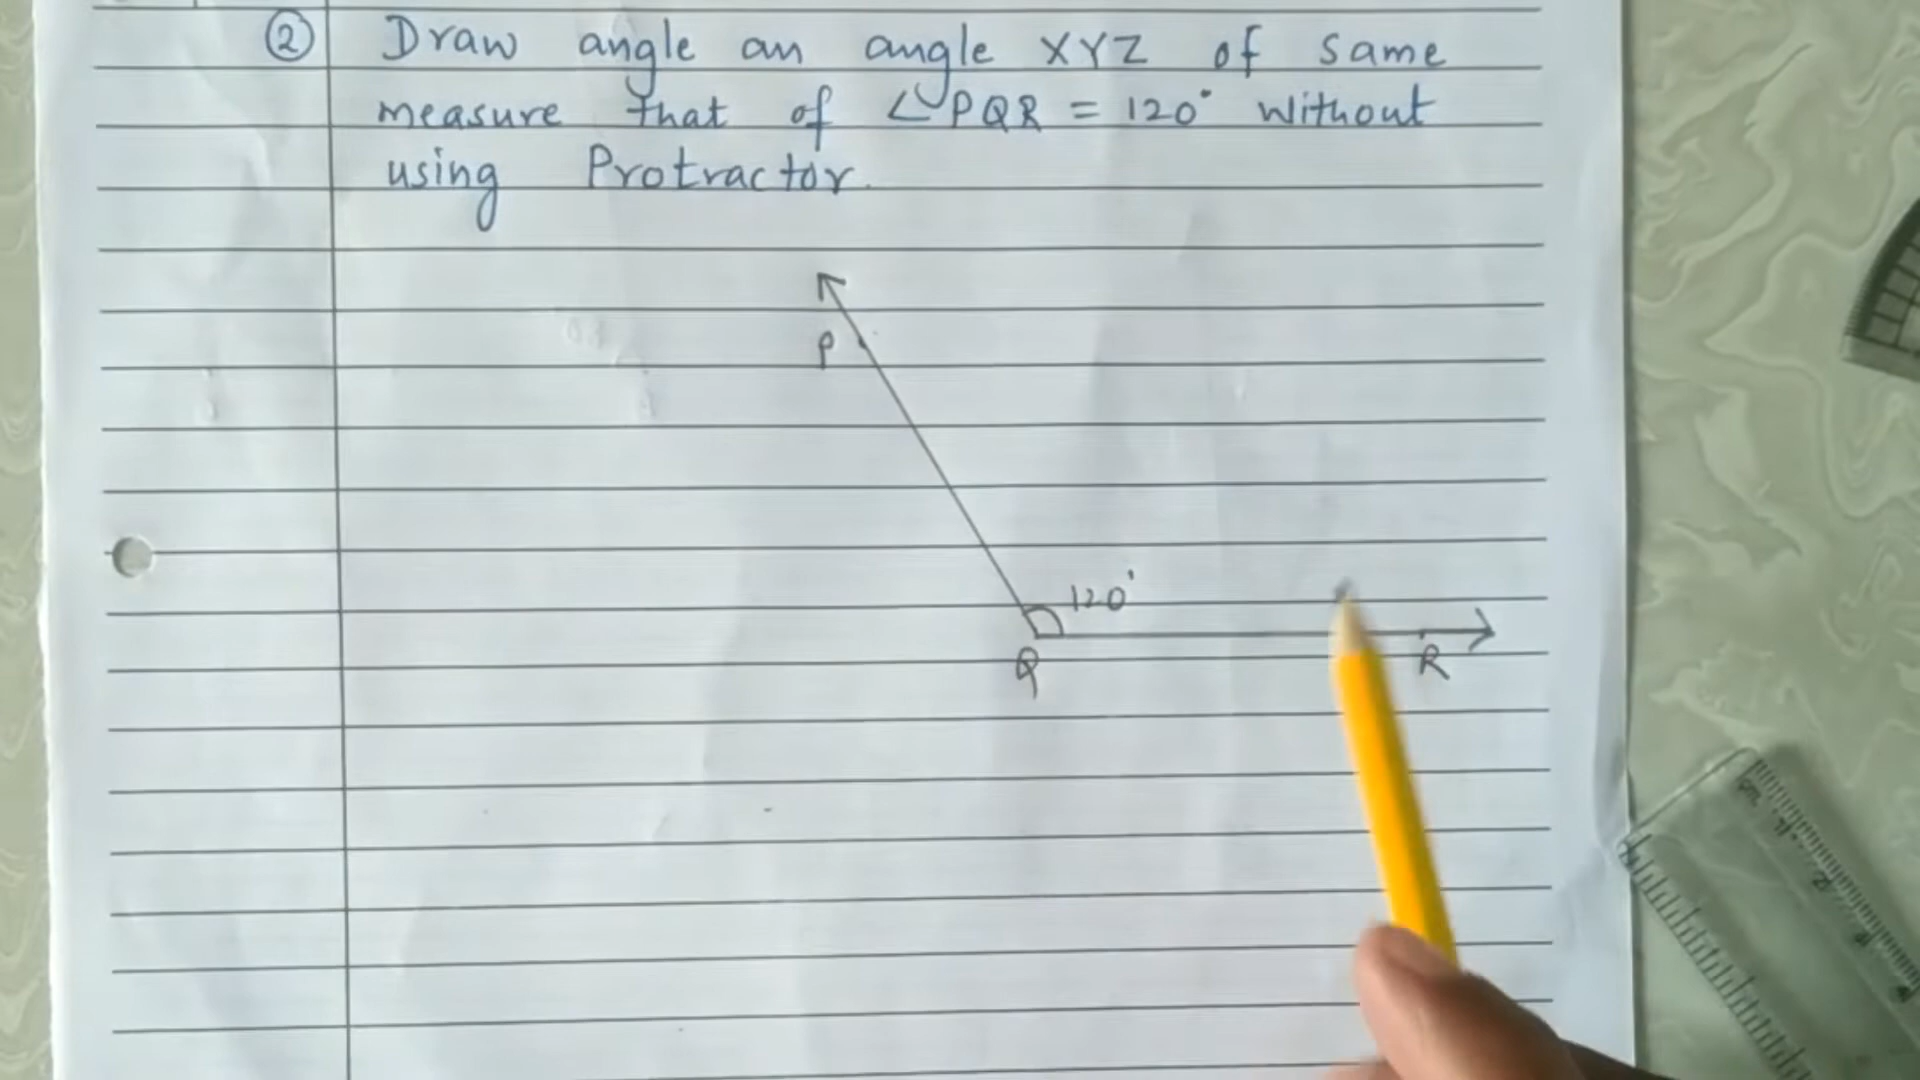 ② Draw angle an angle XYZ of same
measure that of ∠PQR = 120° without
using Protractor.
P
120°
Q
R